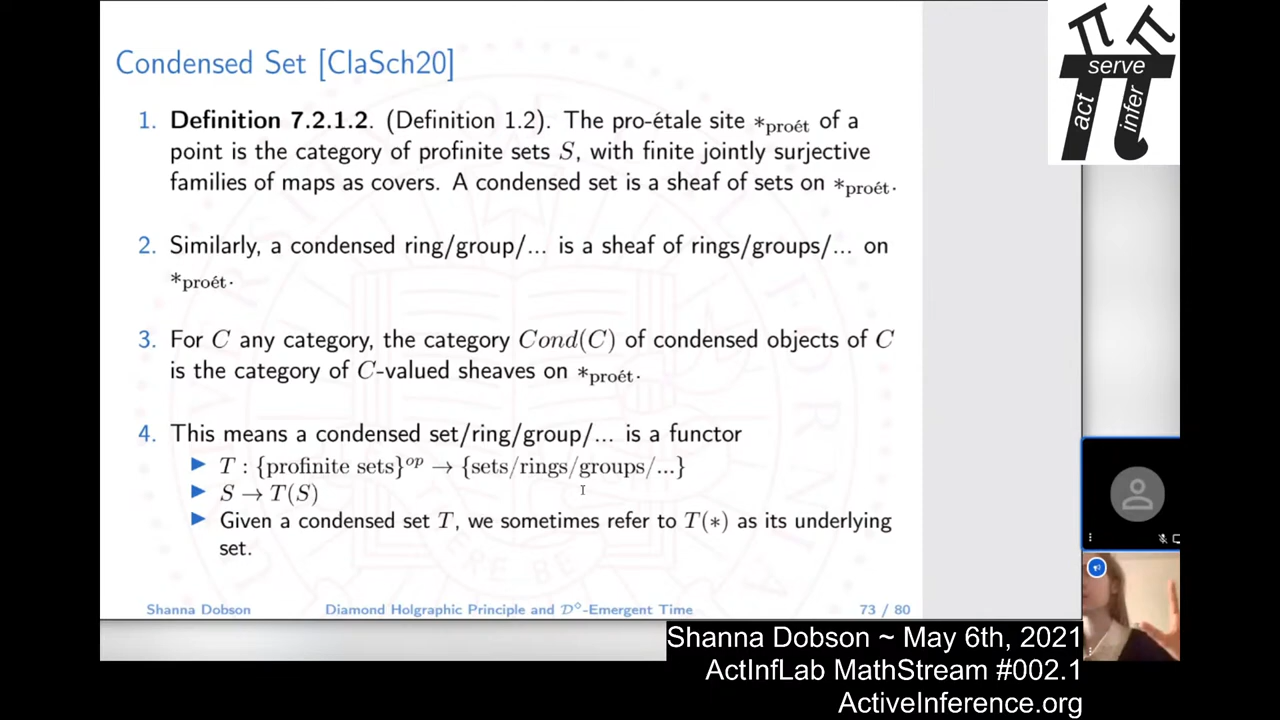 Condensed Set [ClaSch20]
1. Definition 7.2.1.2. (Definition 1.2). The pro-étale site *proét of a
point is the category of profinite sets S, with finite jointly surjective
families of maps as covers. A condensed set is a sheaf of sets on *proét.
2. Similarly, a condensed ring/group/... is a sheaf of rings/groups/... on
*proét.
3. For C any category, the category Cond(C) of condensed objects of C
is the category of C-valued sheaves on *proét.
4. This means a condensed set/ring/group/... is a functor
▶ T : {profinite sets}op → {sets/rings/groups/...}
▶ S → T(S)
▶ Given a condensed set T, we sometimes refer to T(*) as its underlying
set.
Shanna Dobson Diamond Holgraphic Principle and D◇-Emergent Time 73 / 80
π π
serve
act
infer
Shanna Dobson ~ May 6th, 2021
ActInfLab MathStream #002.1
ActiveInference.org